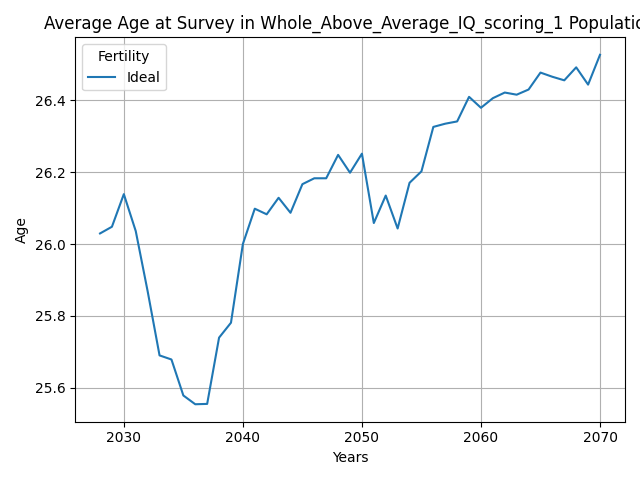 Average Age at Survey in Whole_Above_Average_IQ_scoring_1 Populatio
Fertility
Ideal
26.4
26.2
26.0
25.8
25.6
Age
2030 2040 2050 2060 2070
Years